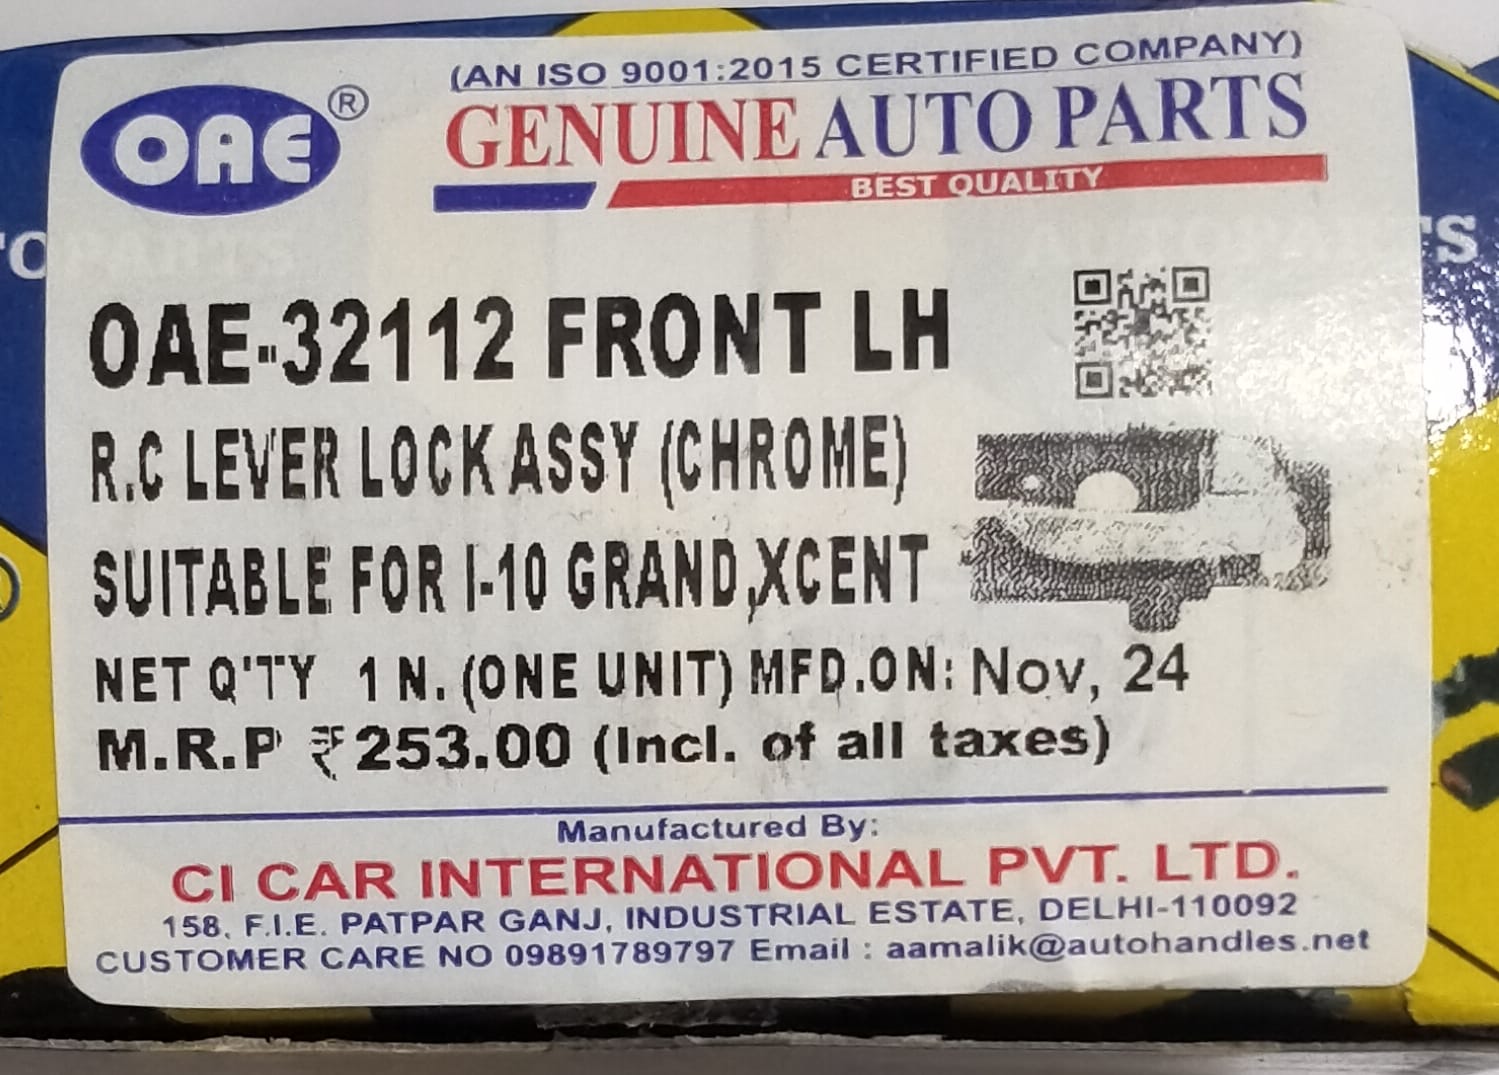 (AN ISO 9001:2015 CERTIFIED COMPANY)
OAE ®
GENUINE AUTO PARTS
BEST QUALITY
OAE-32112 FRONT LH
R.C LEVER LOCK ASSY (CHROME)
SUITABLE FOR I-10 GRAND,XCENT
NET Q'TY 1 N. (ONE UNIT) MFD.ON: Nov, 24
M.R.P ₹253.00 (Incl. of all taxes)
Manufactured By:
CI CAR INTERNATIONAL PVT. LTD.
158, F.I.E. PATPAR GANJ, INDUSTRIAL ESTATE, DELHI-110092
CUSTOMER CARE NO 09891789797 Email : aamalik@autohandles.net